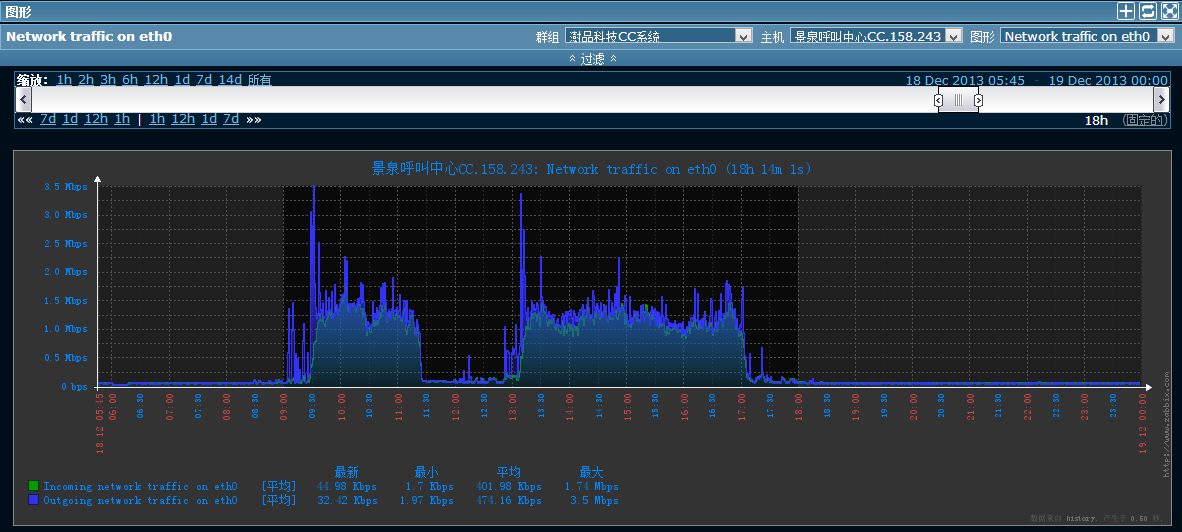 图形
Network traffic on eth0
群组 澍品科技CC系统 主机 景泉呼叫中心CC.158.243 图形 Network traffic on eth0
过滤
缩放: 1h 2h 3h 6h 12h 1d 7d 14d 所有
18 Dec 2013 05:45 - 19 Dec 2013 00:00
«« 7d 1d 12h 1h | 1h 12h 1d 7d »»
18h (固定的)
景泉呼叫中心CC.158.243: Network traffic on eth0 (18h 14m 1s)
3.5 Mbps
3.0 Mbps
2.5 Mbps
2.0 Mbps
1.5 Mbps
1.0 Mbps
0.5 Mbps
0 bps
18.12 05:45 06:00 06:30 07:00 07:30 08:00 08:30 09:00 09:30 10:00 10:30 11:00 11:30 12:00 12:30 13:00 13:30 14:00 14:30 15:00 15:30 16:00 16:30 17:00 17:30 18:00 18:30 19:00 19:30 20:00 20:30 21:00 21:30 22:00 22:30 23:00 23:30 19.12 00:00
http://www.zabbix.com
最新 最小 平均 最大
Incoming network traffic on eth0 [平均] 44.98 Kbps 1.7 Kbps 401.98 Kbps 1.74 Mbps
Outgoing network traffic on eth0 [平均] 32.42 Kbps 1.97 Kbps 474.16 Kbps 3.5 Mbps
数据来自 history. 产生于 0.50 秒.